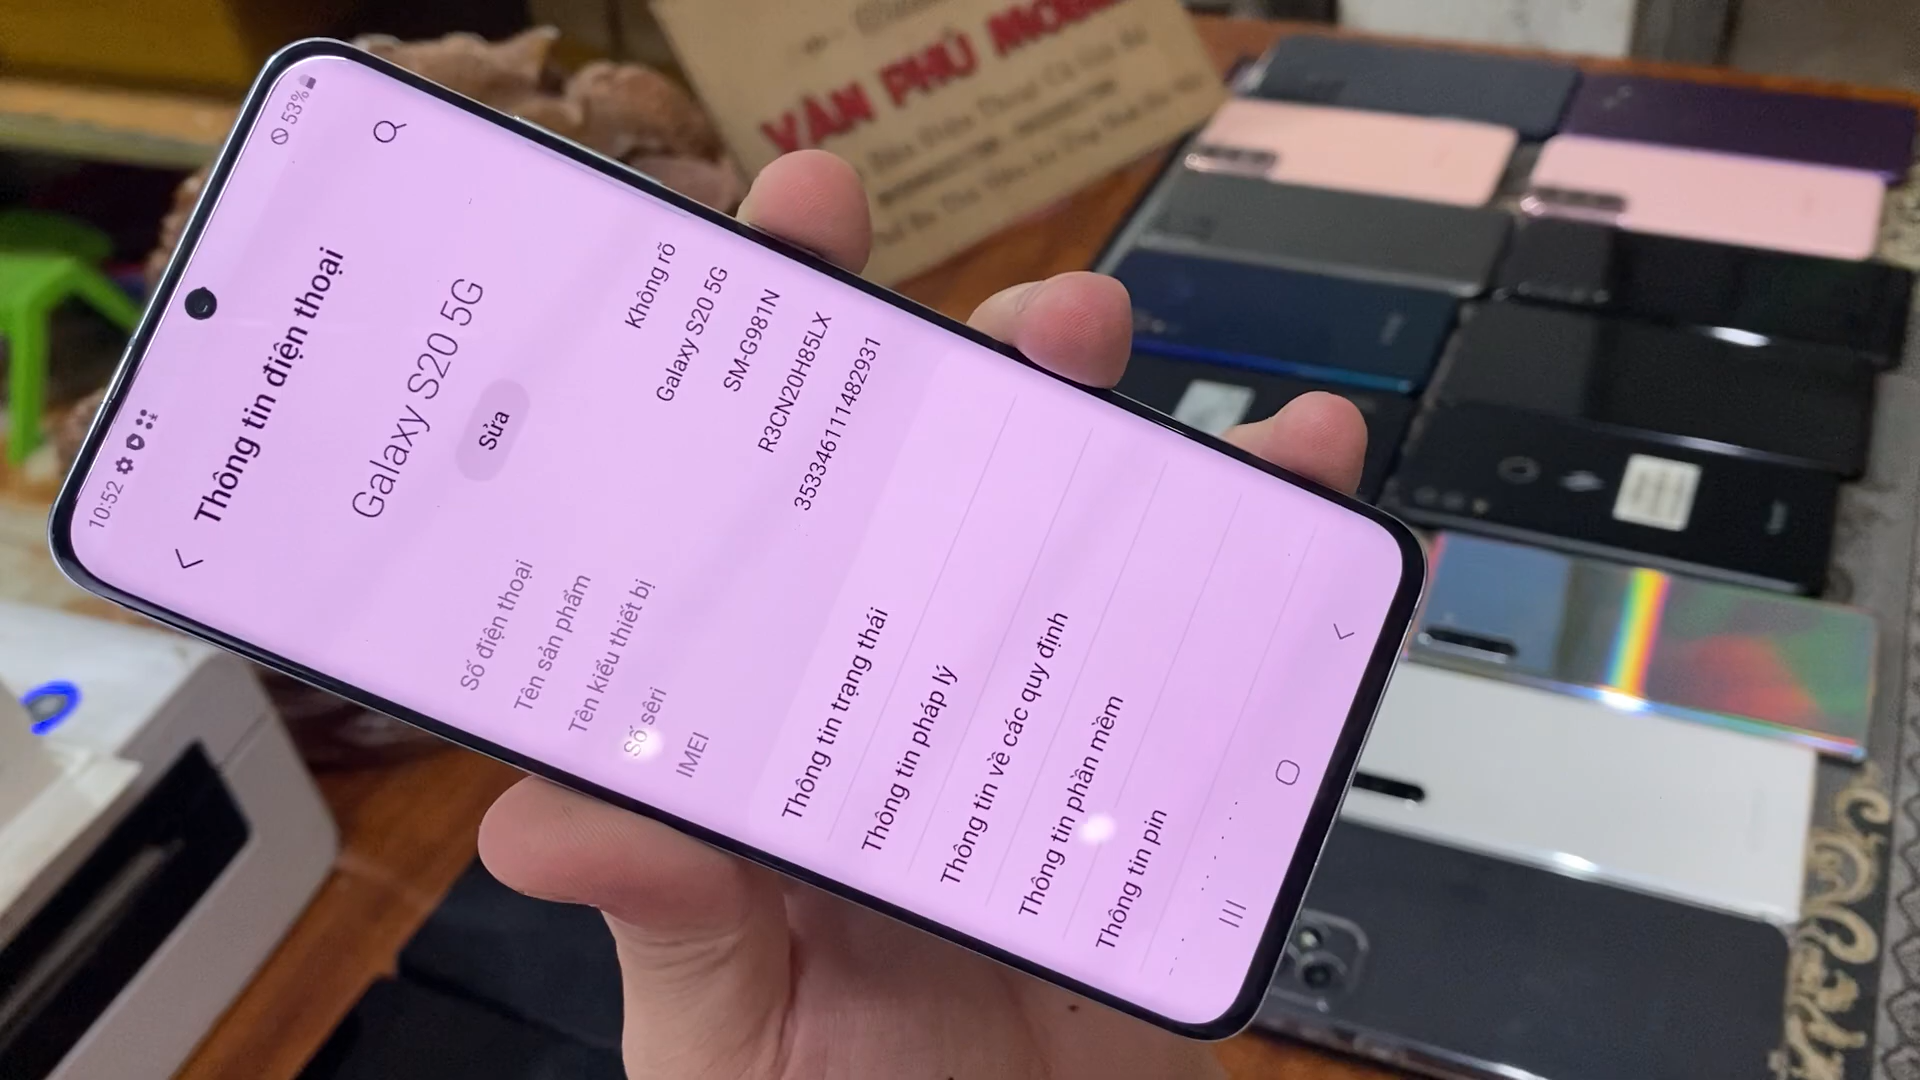 10:52
53%
Thông tin điện thoại
Galaxy S20 5G
Sửa
Số điện thoại Không rõ
Tên sản phẩm Galaxy S20 5G
Tên kiểu thiết bị SM-G981N
Số sêri R3CN20H85LX
IMEI 353346111482931
Thông tin trạng thái
Thông tin pháp lý
Thông tin về các quy định
Thông tin phần mềm
Thông tin pin
VĂN PHÚ MOBILE